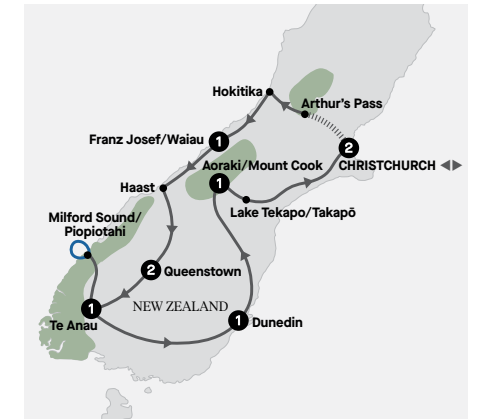 Hokitika
Arthur's Pass
Franz Josef/Waiau
1
2
Aoraki/Mount Cook
CHRISTCHURCH
1
Haast
Lake Tekapo/Takapō
Milford Sound/
Piopiotahi
2
Queenstown
1
NEW ZEALAND
Te Anau
1
Dunedin